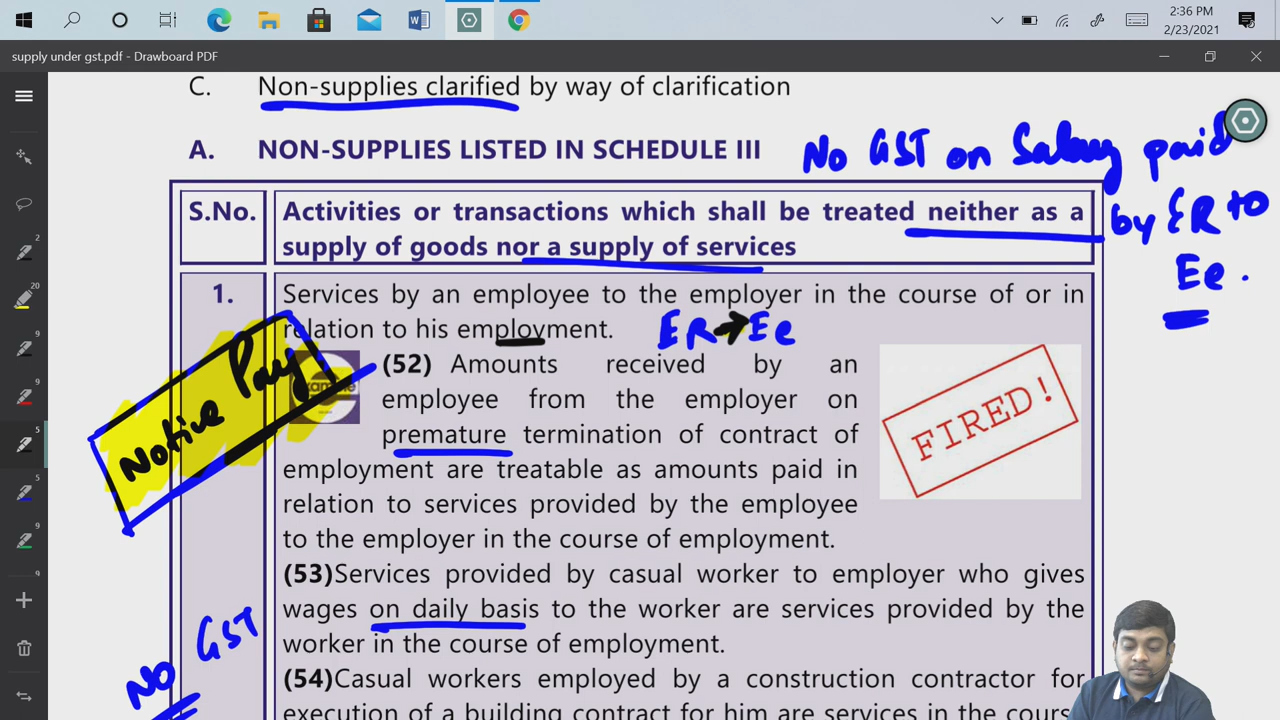 2:36 PM
2/23/2021
supply under gst.pdf - Drawboard PDF
C. Non-supplies clarified by way of clarification
A. NON-SUPPLIES LISTED IN SCHEDULE III
No GST on Salary paid
by ER to
Ee.
S.No. Activities or transactions which shall be treated neither as a
supply of goods nor a supply of services
1. Services by an employee to the employer in the course of or in
relation to his employment. ER → Ee
Notice Pay
(52) Amounts received by an
employee from the employer on
premature termination of contract of
employment are treatable as amounts paid in
relation to services provided by the employee
to the employer in the course of employment.
FIRED!
(53)Services provided by casual worker to employer who gives
wages on daily basis to the worker are services provided by the
worker in the course of employment.
NO GST
(54)Casual workers employed by a construction contractor for
execution of a building contract for him are services in the course
2
20
9
9
5
5
9
9